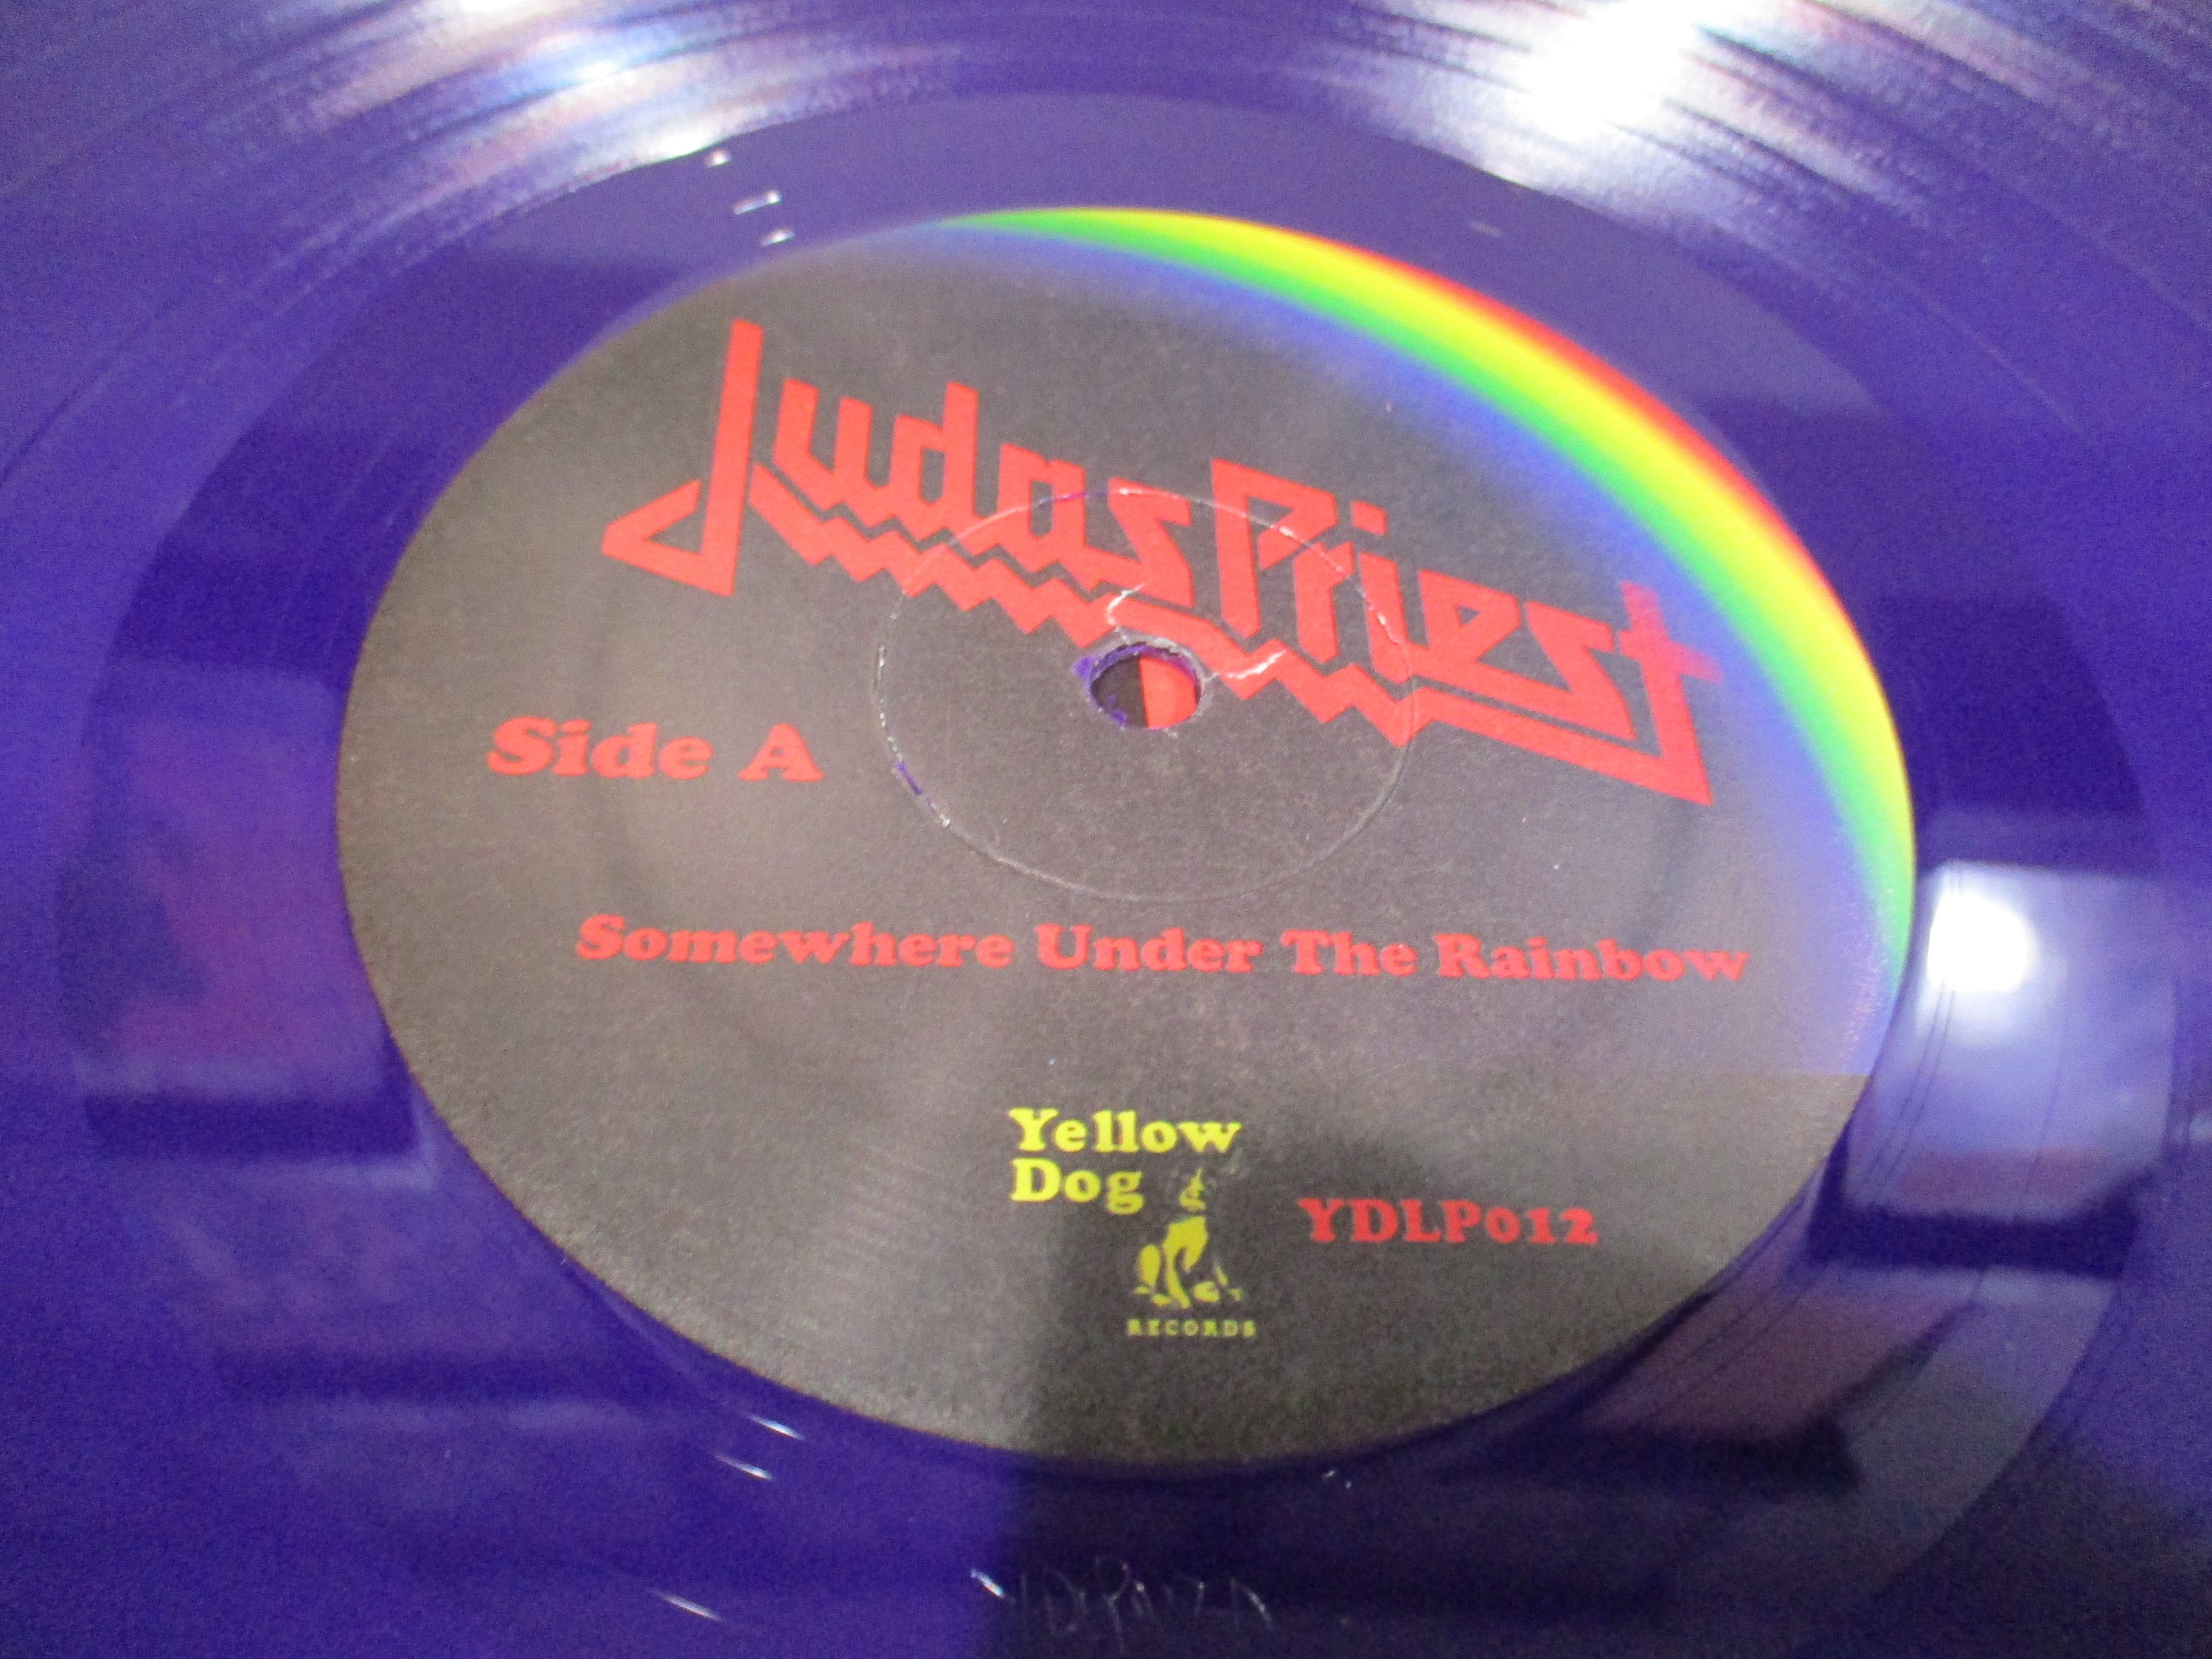 Judas Priest
Side A
Somewhere Under The Rainbow
Yellow
Dog
RECORDS
YDLP012